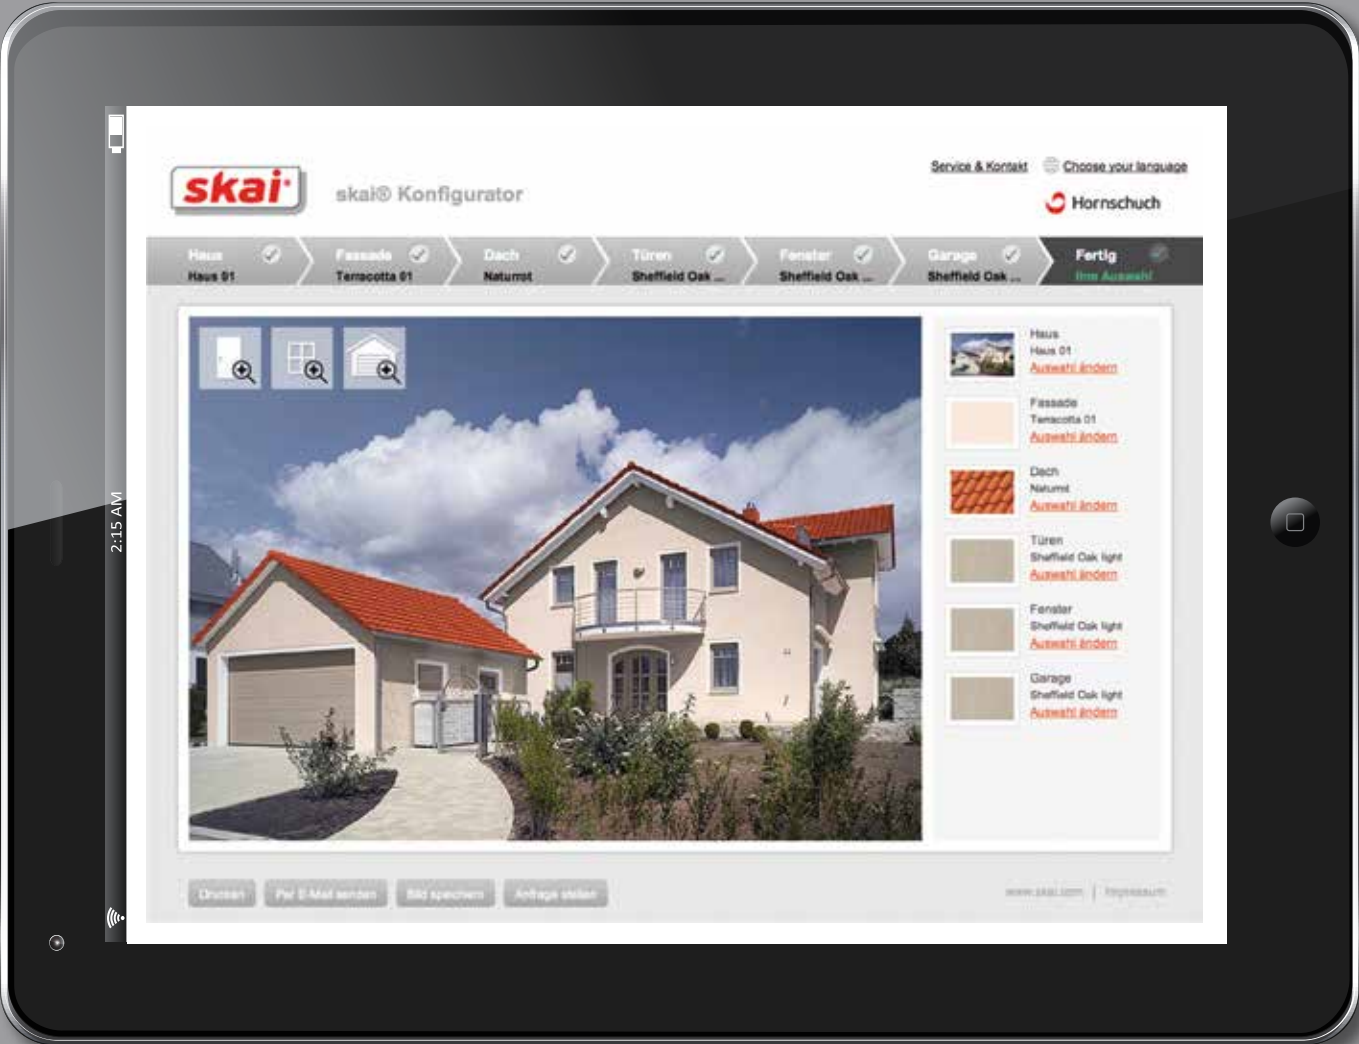 2:15 AM
skai
skai® Konfigurator
Service & Kontakt
Choose your language
Hornschuch
Haus
Haus 01
Fassade
Terracotta 01
Dach
Naturrot
Türen
Sheffield Oak ...
Fenster
Sheffield Oak ...
Garage
Sheffield Oak ...
Fertig
Ihre Auswahl
Haus
Haus 01
Auswahl ändern
Fassade
Terracotta 01
Auswahl ändern
Dach
Naturrot
Auswahl ändern
Türen
Sheffield Oak light
Auswahl ändern
Fenster
Sheffield Oak light
Auswahl ändern
Garage
Sheffield Oak light
Auswahl ändern
Drucken
Per E-Mail senden
Bild speichern
Anfrage stellen
www.skai.com | Impressum